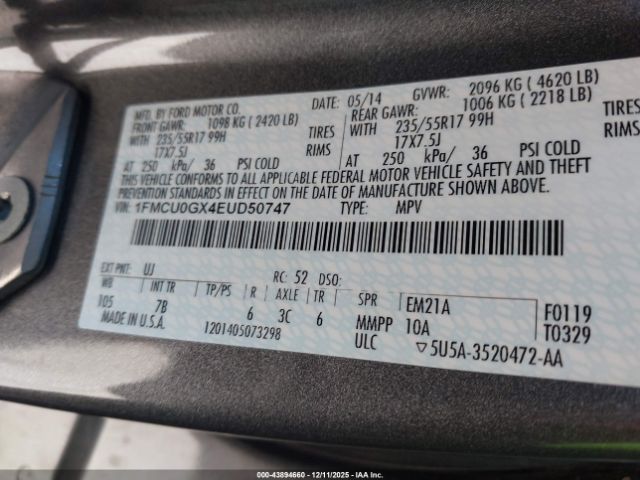 MFD. BY FORD MOTOR CO.
DATE: 05/14 GVWR: 2096 KG ( 4620 LB)
FRONT GAWR: 1098 KG ( 2420 LB)
REAR GAWR: 1006 KG ( 2218 LB)
WITH 235/55R17 99H TIRES
WITH 235/55R17 99H TIRES
17X7.5J RIMS
17X7.5J RIMS
AT 250 kPa/ 36 PSI COLD
AT 250 kPa/ 36 PSI COLD
THIS VEHICLE CONFORMS TO ALL APPLICABLE FEDERAL MOTOR VEHICLE SAFETY AND THEFT
PREVENTION STANDARDS IN EFFECT ON THE DATE OF MANUFACTURE SHOWN ABOVE.
VIN: 1FMCU0GX4EUD50747 TYPE: MPV
EXT PNT: UJ RC: 52 DSO:
WB INT TR TP/PS R AXLE TR SPR EM21A F0119
105 7B 6 3C 6 MMPP 10A T0329
MADE IN U.S.A. 1201405073298 ULC ▽5U5A-3520472-AA
000-43894660 • 12/11/2025 • IAA Inc.